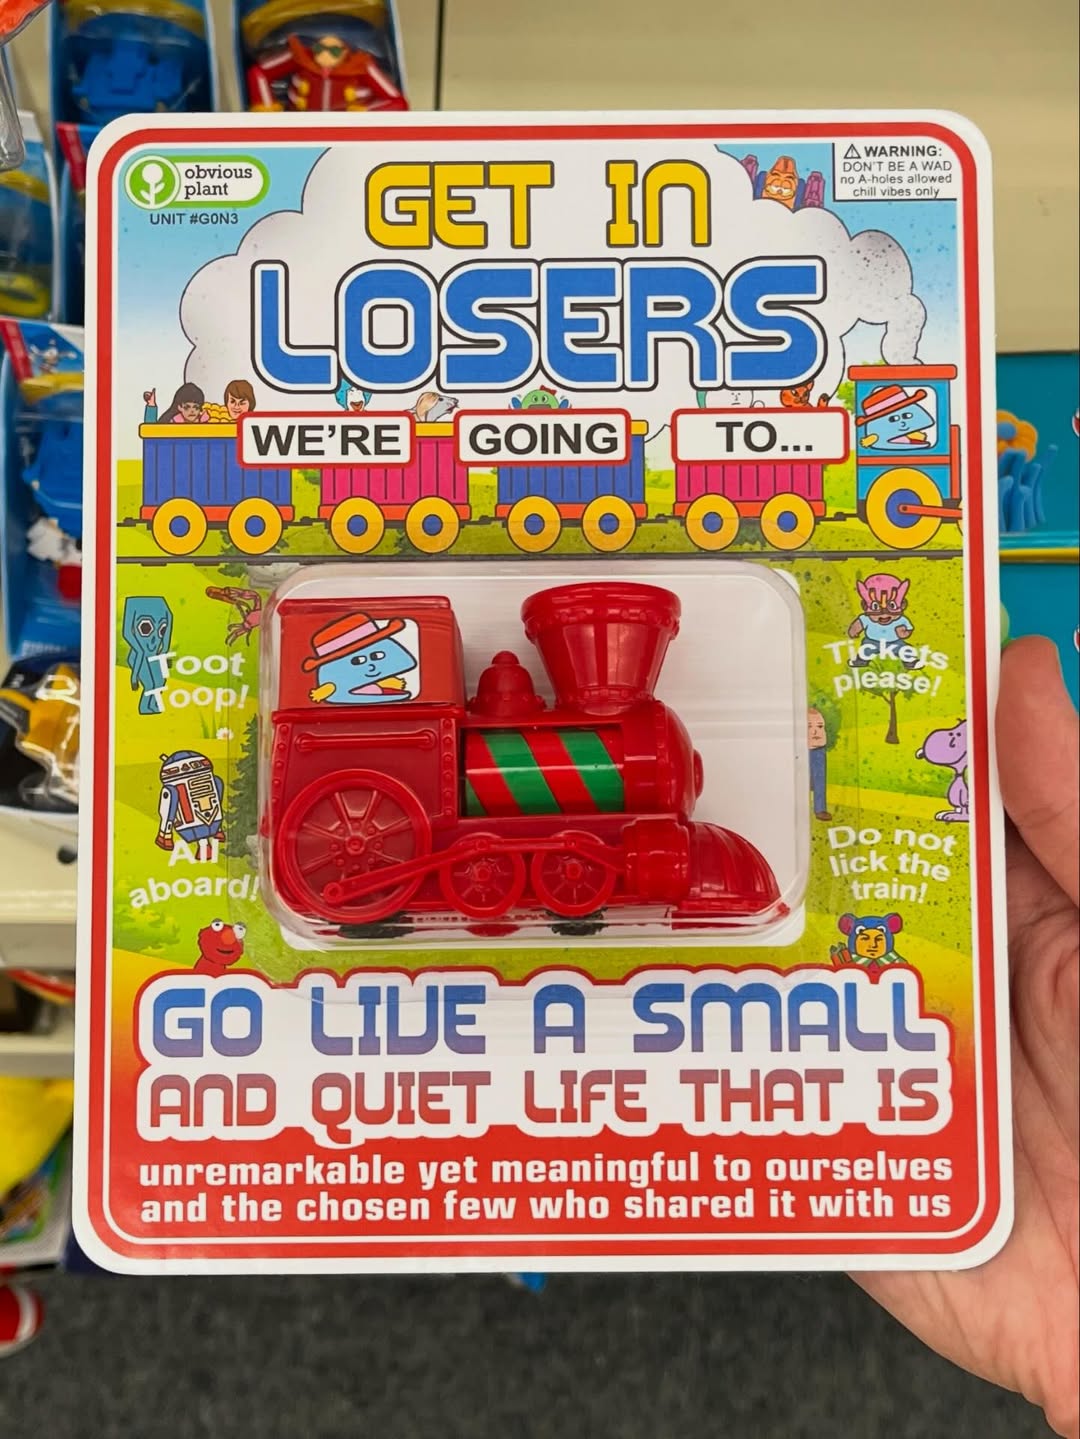 obvious
plant
UNIT #G0N3
⚠ WARNING:
DON'T BE A WAD
no A-holes allowed
chill vibes only
GET IN
LOSERS
WE'RE GOING TO...
Toot
Toop!
Tickets
please!
All
aboard!
Do not
lick the
train!
GO LIVE A SMALL
AND QUIET LIFE THAT IS
unremarkable yet meaningful to ourselves
and the chosen few who shared it with us